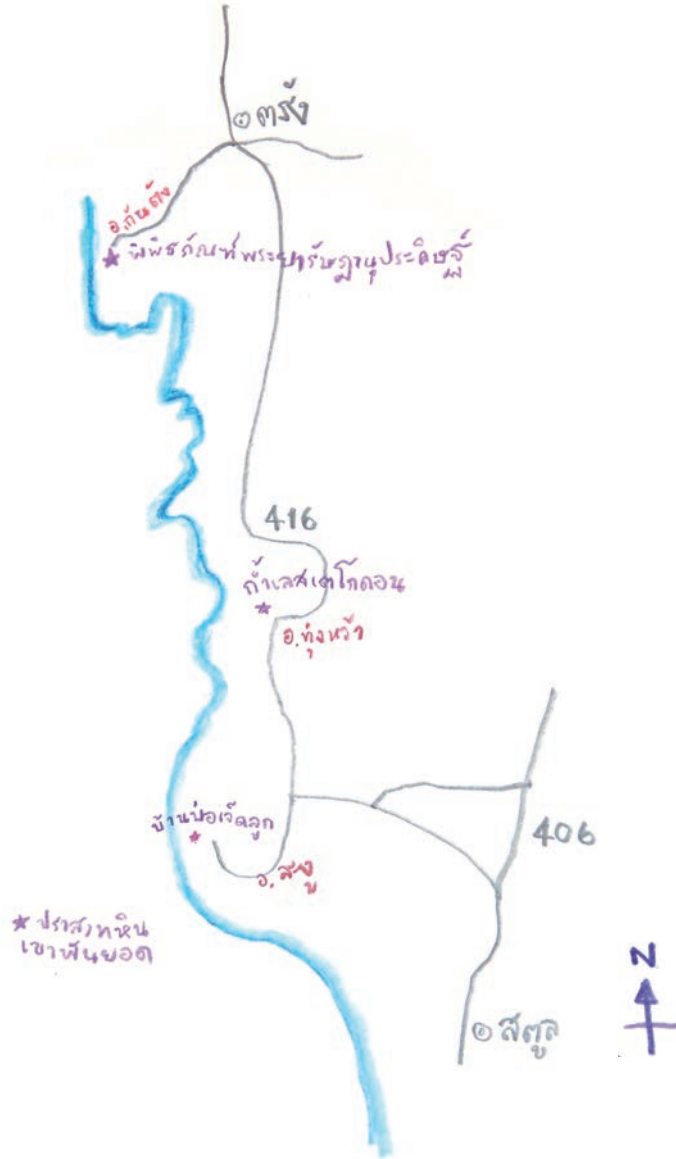 ตรัง
อ.กันตัง
พิพิธภัณฑ์พระยารัษฎานุประดิษฐ์
416
ถ้ำเลสเตโกดอน
อ.ทุ่งหว้า
บ้านบ่อเจ็ดลูก
406
อ.ละงู
ปราสาทหิน
เขาพันยอด
N
สตูล